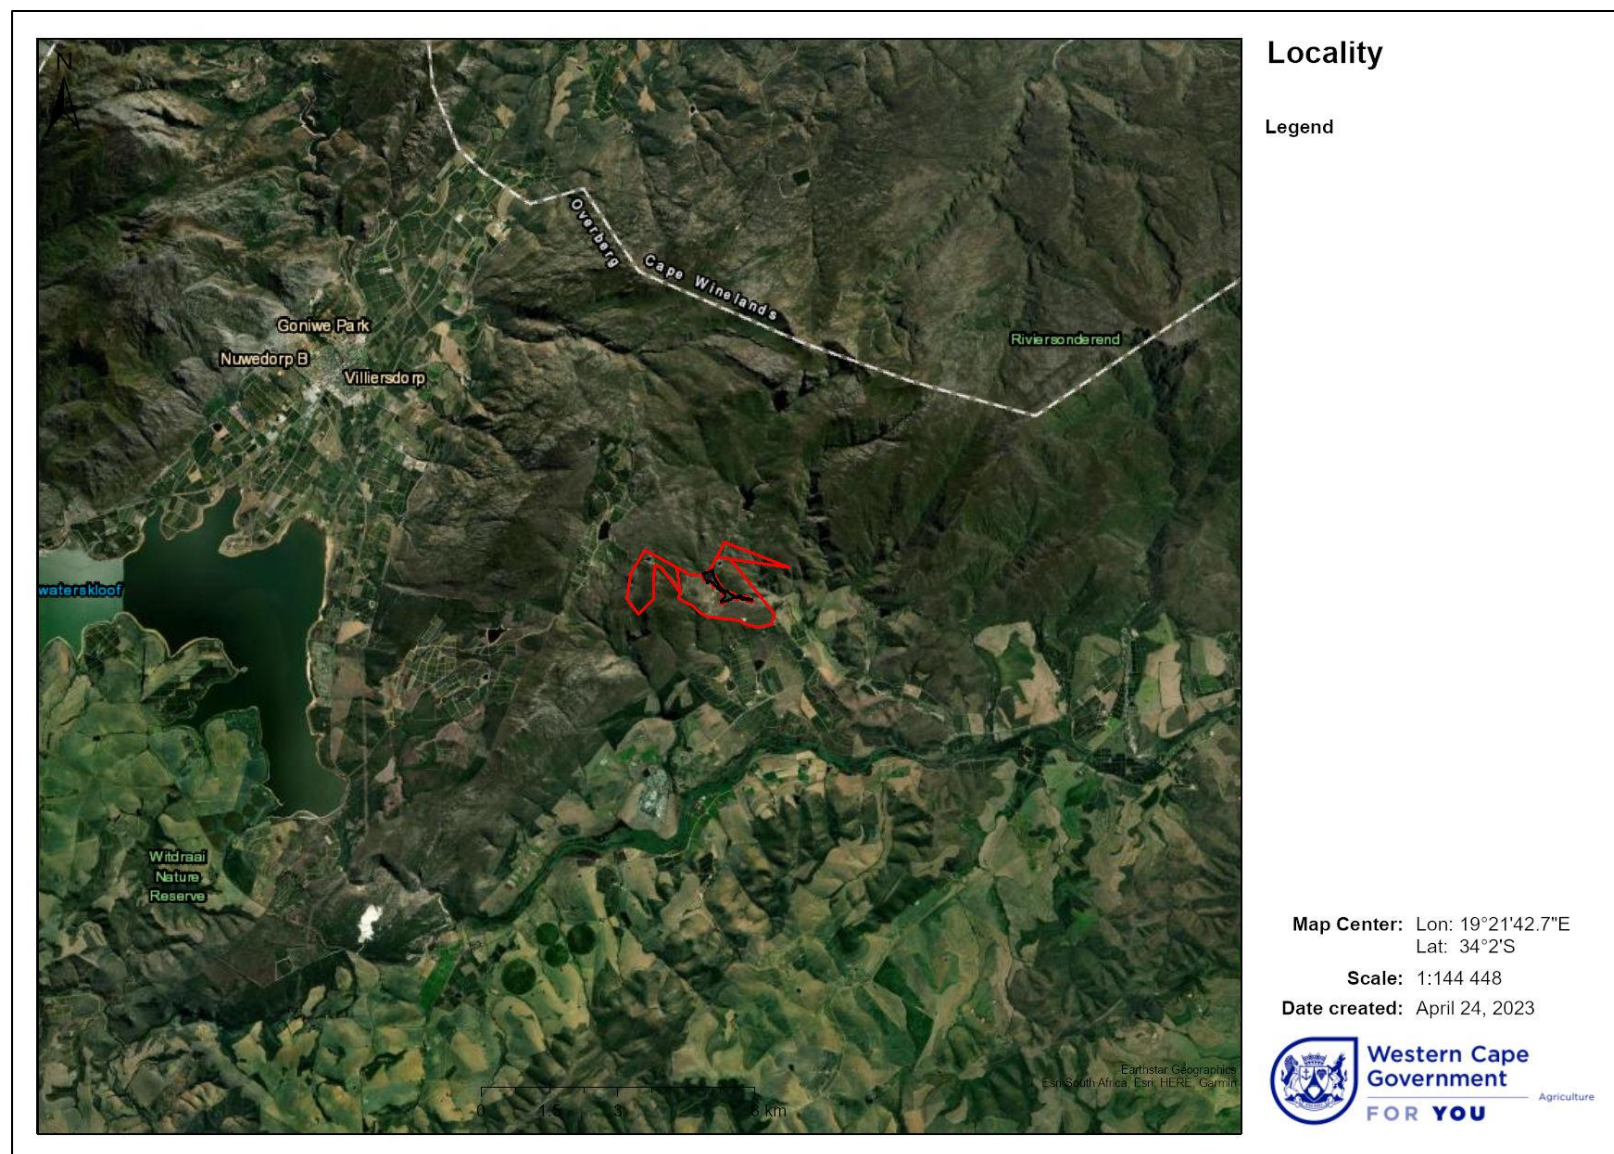 Locality
Legend
N
Overberg
Cape Winelands
Goniwe Park
Riviersonderend
Nuwedorp B
Villiersdorp
waterskloof
Witdraai
Nature
Reserve
Earthstar Geographics
Esri South Africa, Esri, HERE, Garmin
0 1.5 3 6 km
Map Center: Lon: 19°21'42.7"E
Lat: 34°2'S
Scale: 1:144 448
Date created: April 24, 2023
Western Cape
Government
Agriculture
FOR YOU